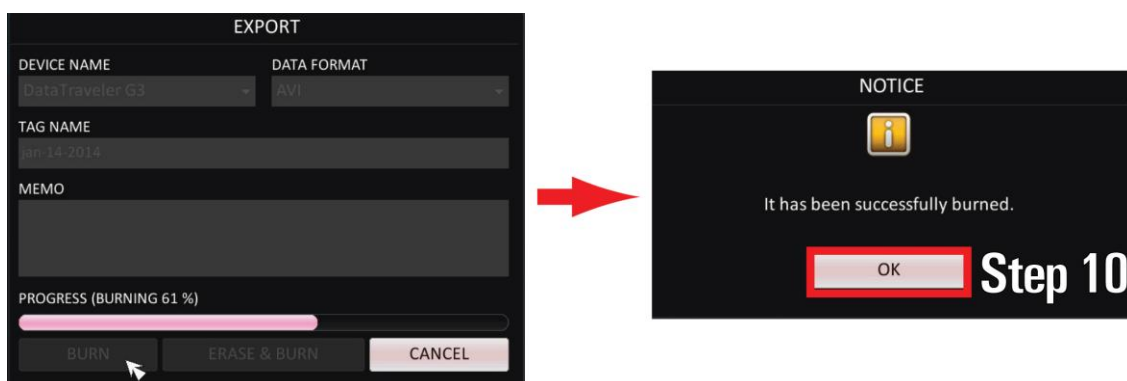 EXPORT
DEVICE NAME DATA FORMAT
DataTraveler G3 AVI
TAG NAME
jan-14-2014
MEMO
PROGRESS (BURNING 61 %)
BURN ERASE & BURN CANCEL
NOTICE
It has been successfully burned.
OK Step 10